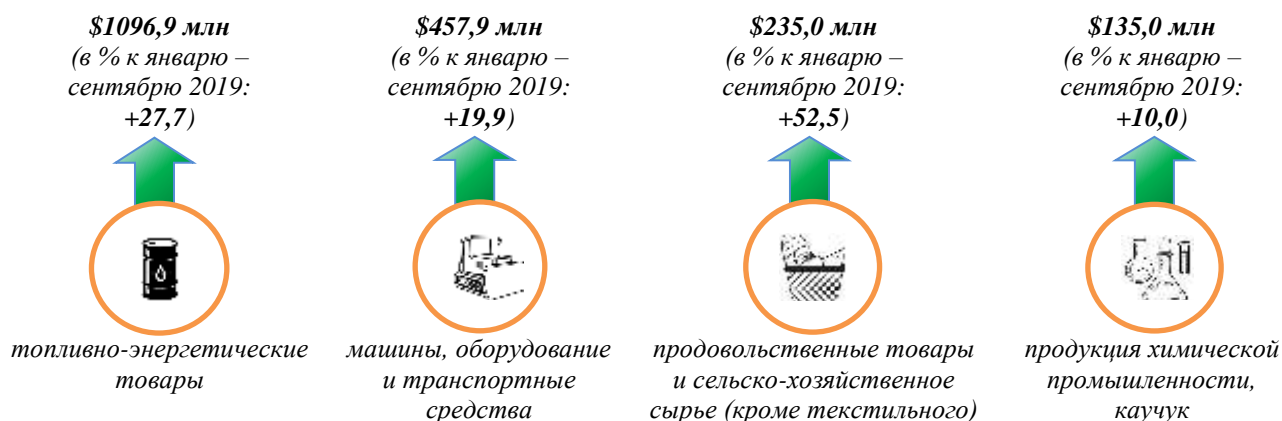 $1096,9 млн
(в % к январю –
сентябрю 2019:
+27,7)
$457,9 млн
(в % к январю –
сентябрю 2019:
+19,9)
$235,0 млн
(в % к январю –
сентябрю 2019:
+52,5)
$135,0 млн
(в % к январю –
сентябрю 2019:
+10,0)
топливно-энергетические
товары
машины, оборудование
и транспортные
средства
продовольственные товары
и сельско-хозяйственное
сырье (кроме текстильного)
продукция химической
промышленности,
каучук